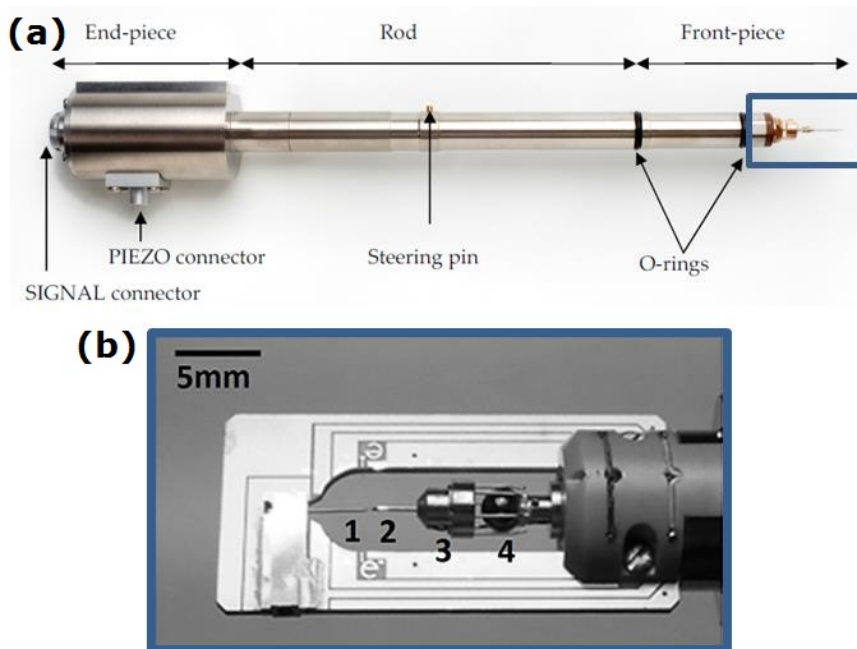 (a)
End-piece
Rod
Front-piece
PIEZO connector
Steering pin
O-rings
SIGNAL connector
(b)
5mm
1 2 3 4
e
e